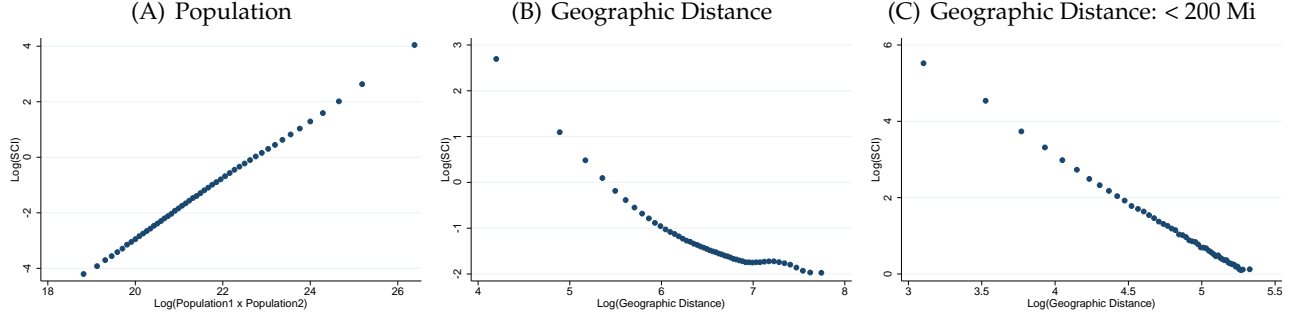 (A) Population
Log(SCI)
4
2
0
-2
-4
18 20 22 24 26
Log(Population1 x Population2)
(B) Geographic Distance
Log(SCI)
3
2
1
0
-1
-2
4 5 6 7 8
Log(Geographic Distance)
(C) Geographic Distance: < 200 Mi
Log(SCI)
6
4
2
0
3 3.5 4 4.5 5 5.5
Log(Geographic Distance)